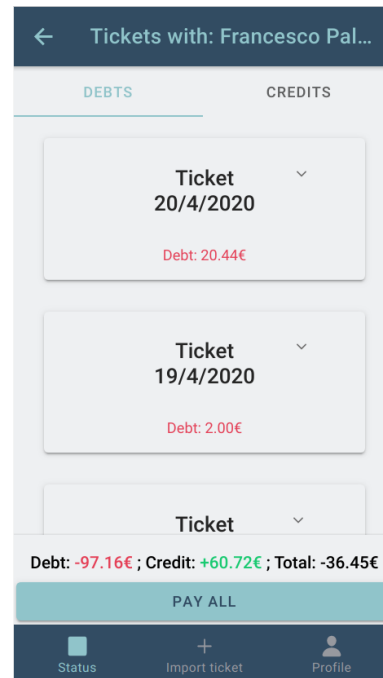 Tickets with: Francesco Pal...
DEBTS
CREDITS
Ticket
20/4/2020
Debt: 20.44€
Ticket
19/4/2020
Debt: 2.00€
Ticket
Debt: -97.16€ ; Credit: +60.72€ ; Total: -36.45€
PAY ALL
Status
Import ticket
Profile